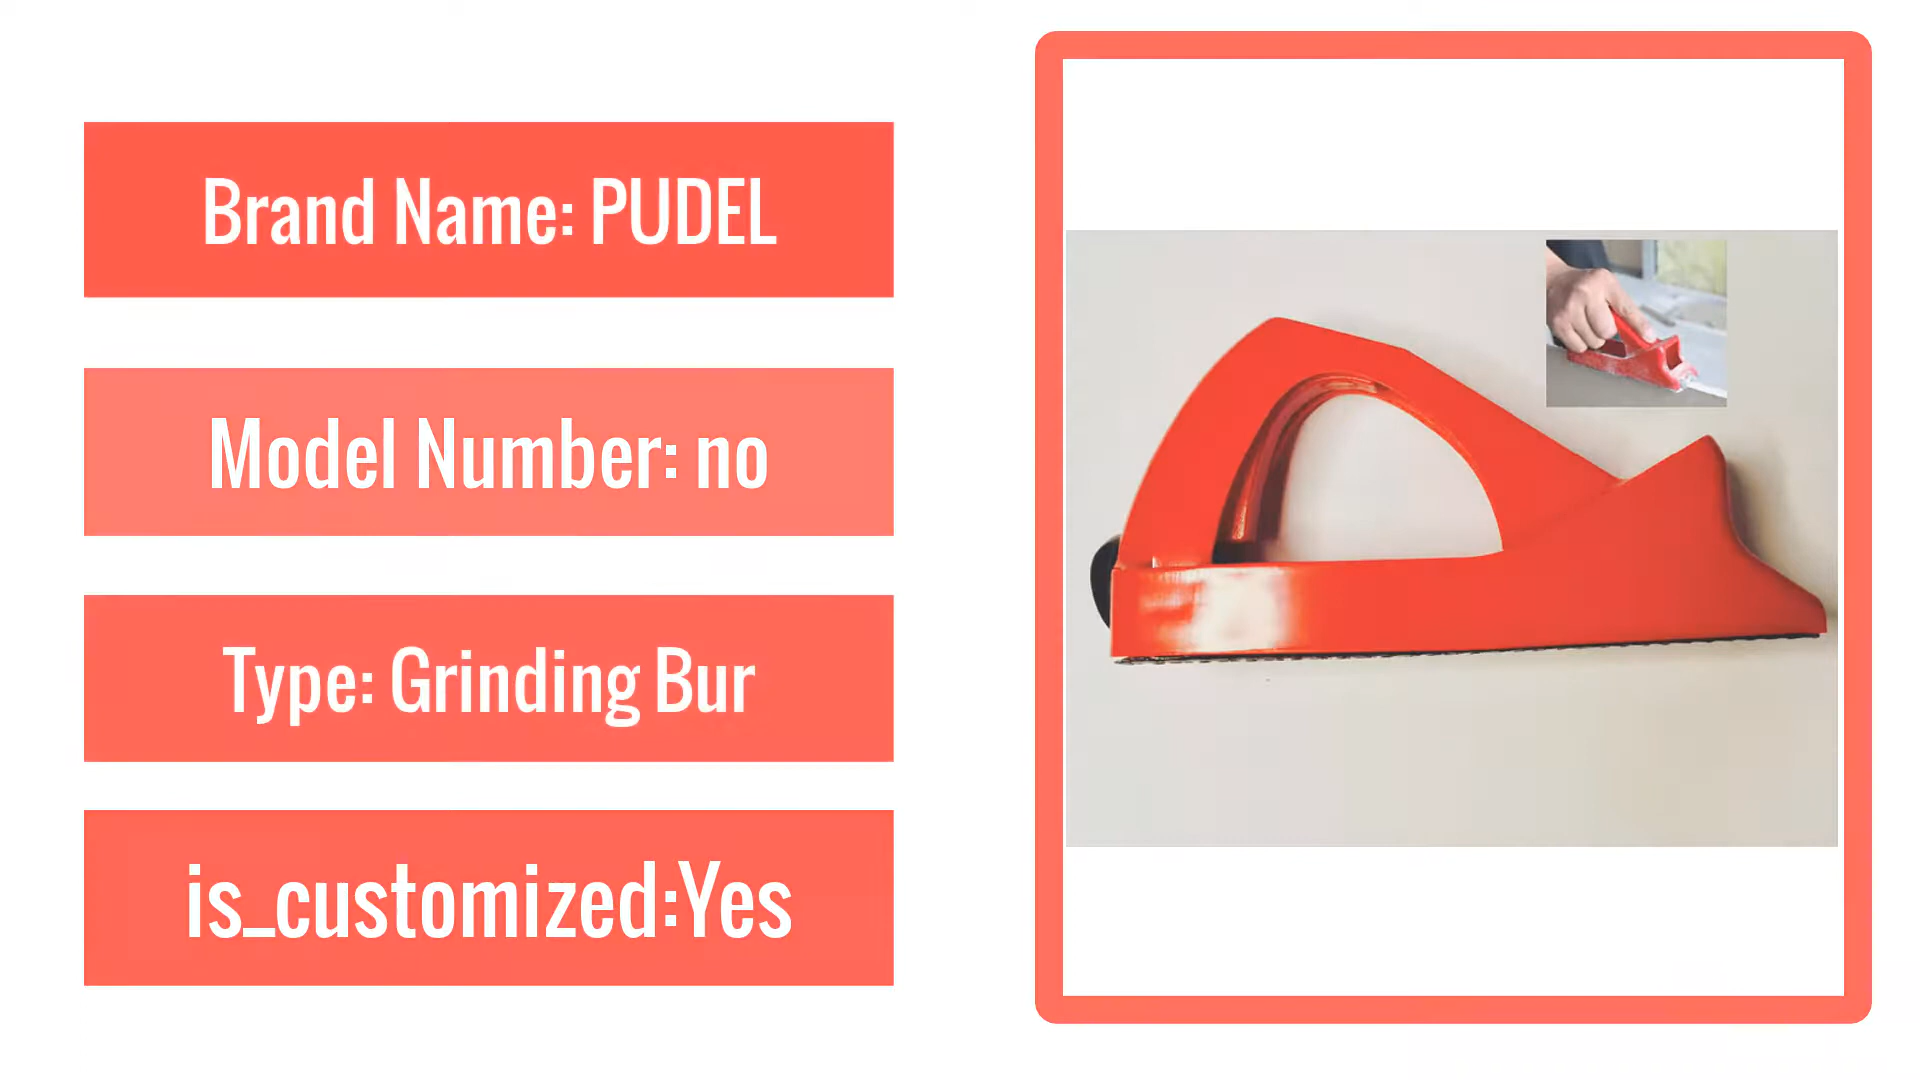 Brand Name: PUDEL
Model Number: no
Type: Grinding Bur
is_customized:Yes